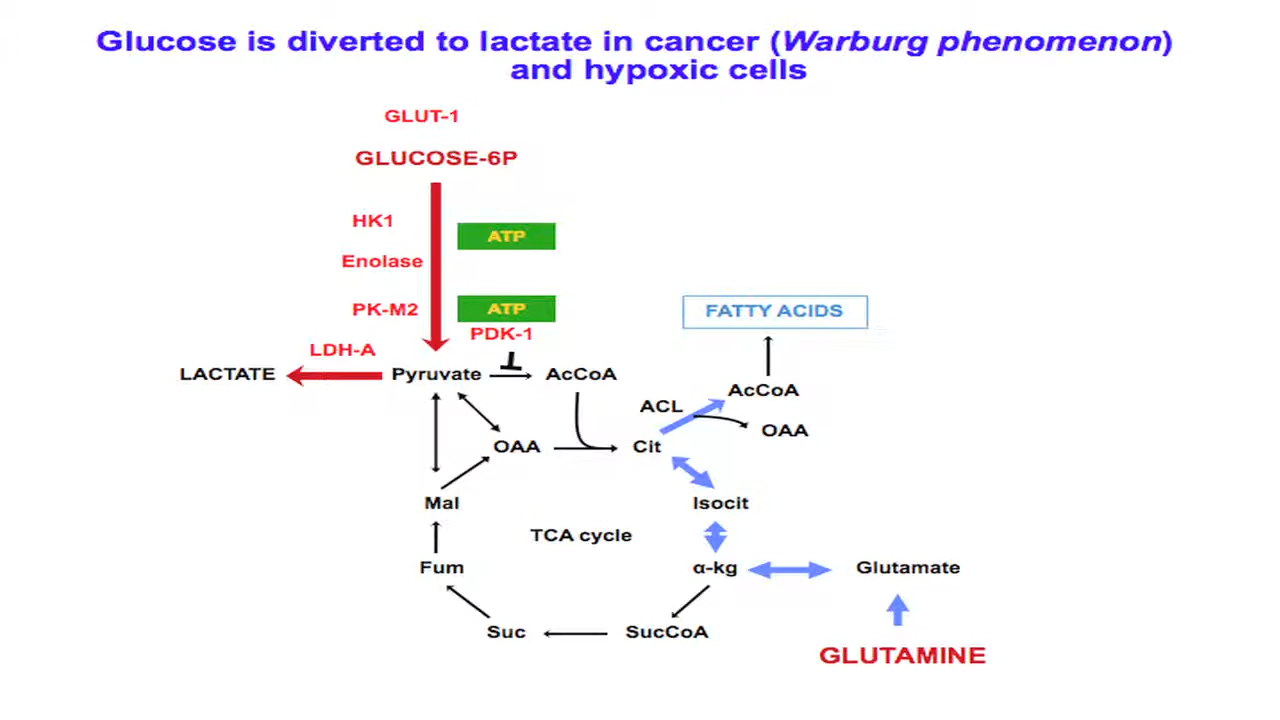 Glucose is diverted to lactate in cancer (Warburg phenomenon)
and hypoxic cells
GLUT-1
GLUCOSE-6P
HK1
ATP
Enolase
PK-M2
ATP
FATTY ACIDS
PDK-1
LDH-A
LACTATE
Pyruvate
AcCoA
AcCoA
ACL
OAA
OAA
Cit
Mal
Isocit
TCA cycle
Fum
α-kg
Glutamate
Suc
SucCoA
GLUTAMINE